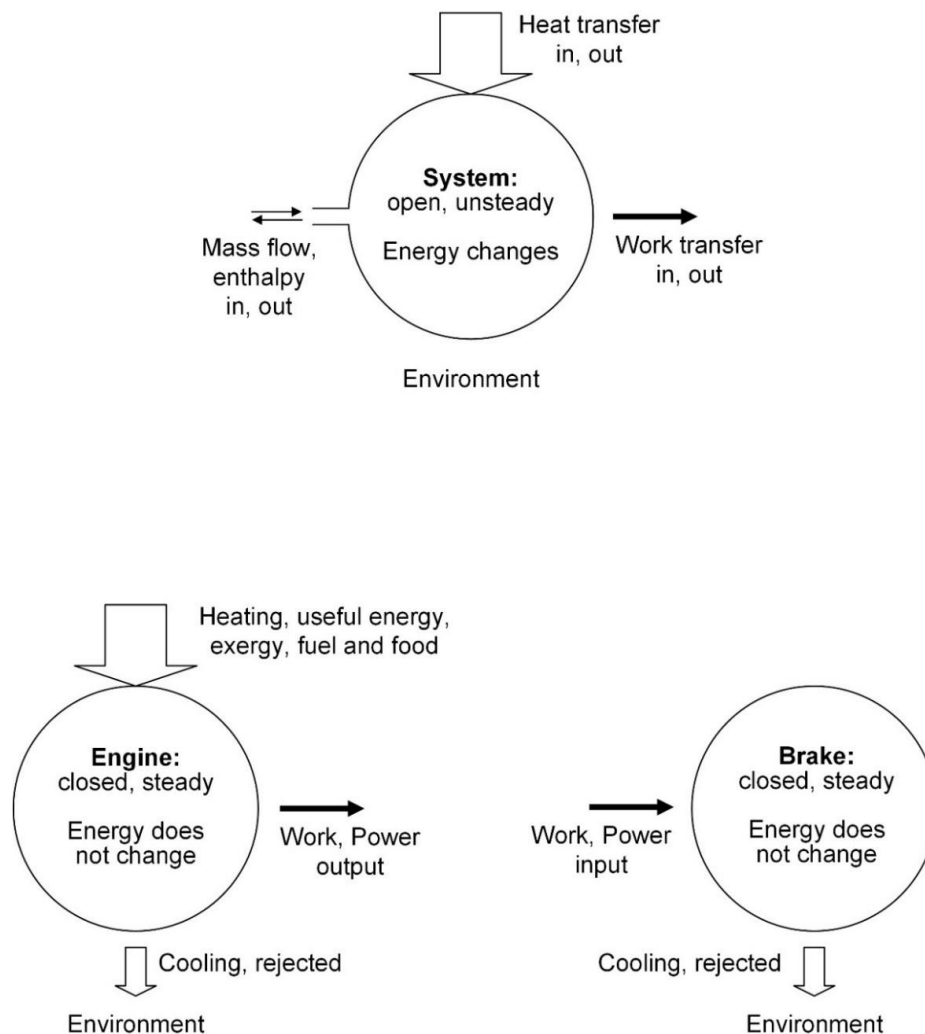 Heat transfer
in, out
System:
open, unsteady
Energy changes
Mass flow,
enthalpy
in, out
Work transfer
in, out
Environment
Heating, useful energy,
exergy, fuel and food
Engine:
closed, steady
Energy does
not change
Work, Power
output
Cooling, rejected
Environment
Work, Power
input
Brake:
closed, steady
Energy does
not change
Cooling, rejected
Environment